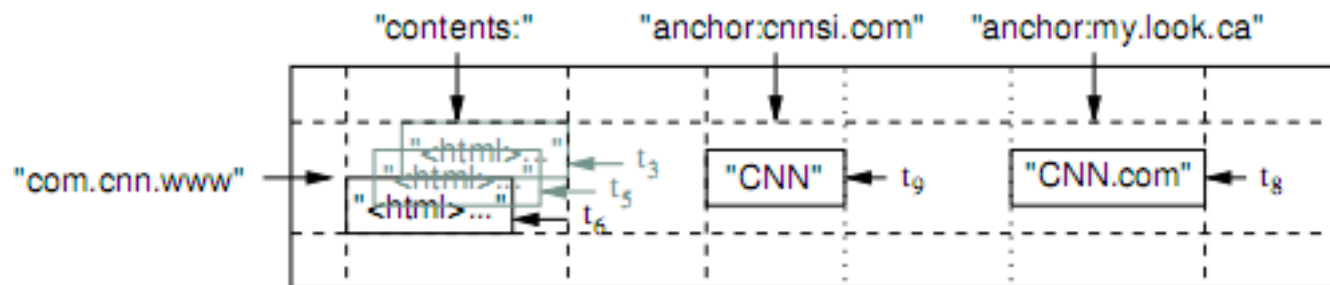 "contents:" "anchor:cnnsi.com" "anchor:my.look.ca"
"<html>..." t3
"com.cnn.www" "<html>..." t5 "CNN" t9 "CNN.com" t8
"<html>..." t6